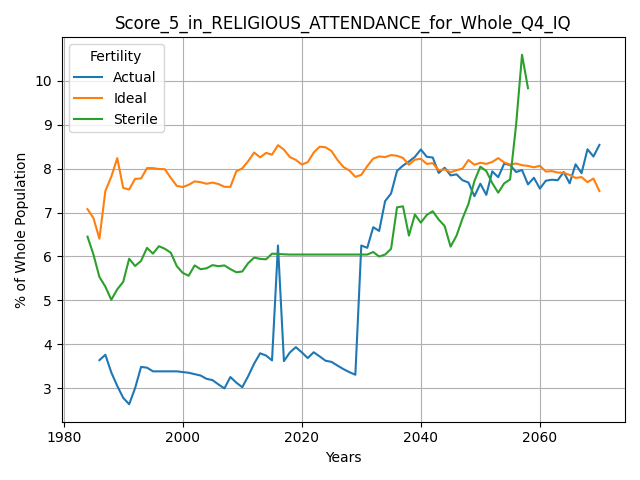 Score_5_in_RELIGIOUS_ATTENDANCE_for_Whole_Q4_IQ
Fertility
Actual
Ideal
Sterile
% of Whole Population
10
9
8
7
6
5
4
3
1980
2000
2020
2040
2060
Years